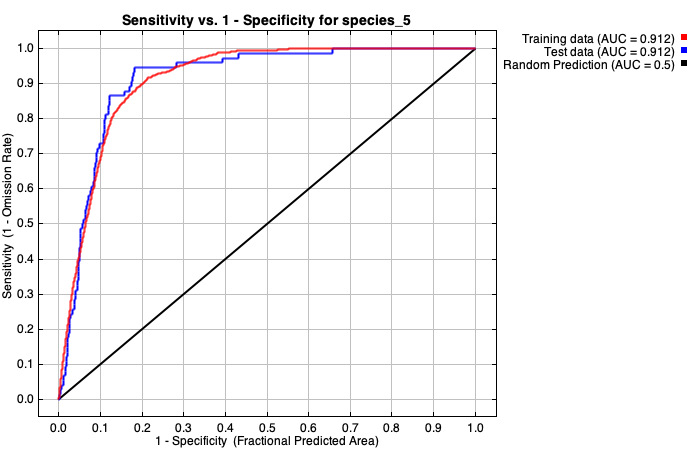 Sensitivity vs. 1 - Specificity for species_5
Training data (AUC = 0.912)
Test data (AUC = 0.912)
Random Prediction (AUC = 0.5)
Sensitivity (1 - Omission Rate)
1.0
0.9
0.8
0.7
0.6
0.5
0.4
0.3
0.2
0.1
0.0
0.0 0.1 0.2 0.3 0.4 0.5 0.6 0.7 0.8 0.9 1.0
1 - Specificity (Fractional Predicted Area)